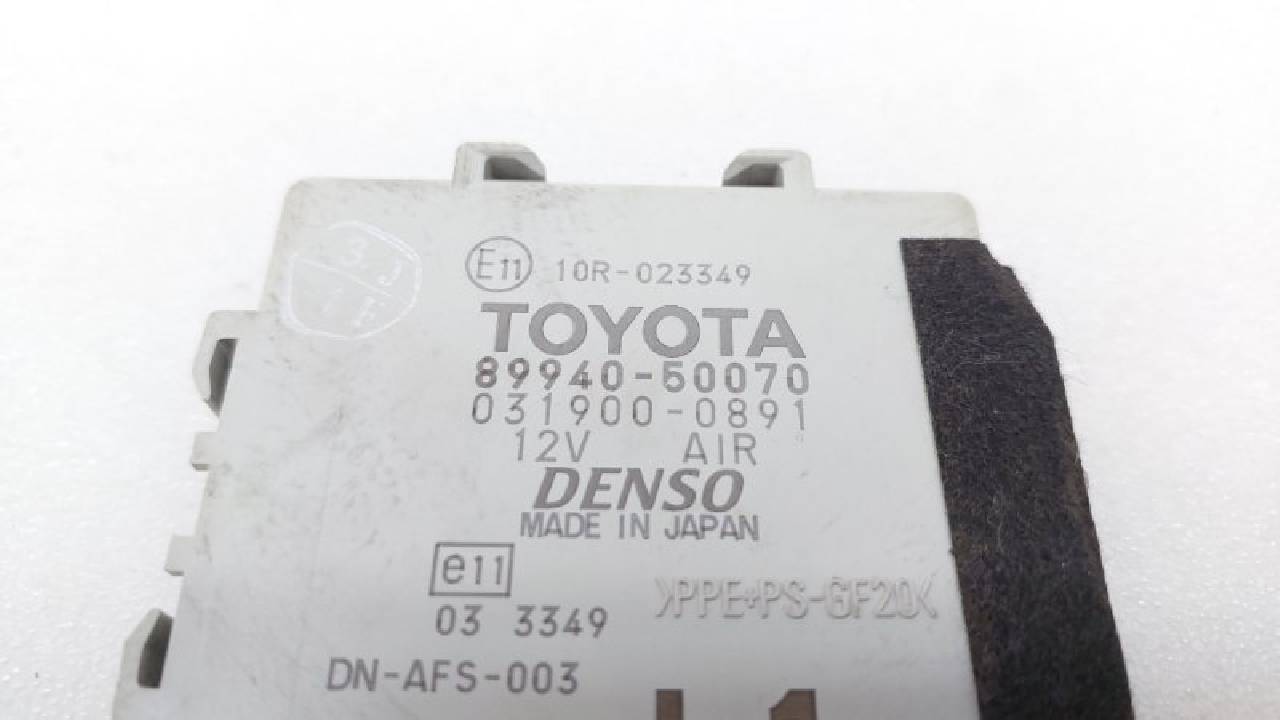 E11 10R-023349
TOYOTA
89940-50070
031900-0891
12V AIR
DENSO
MADE IN JAPAN
e11
>PPE+PS-GF20<
03 3349
DN-AFS-003